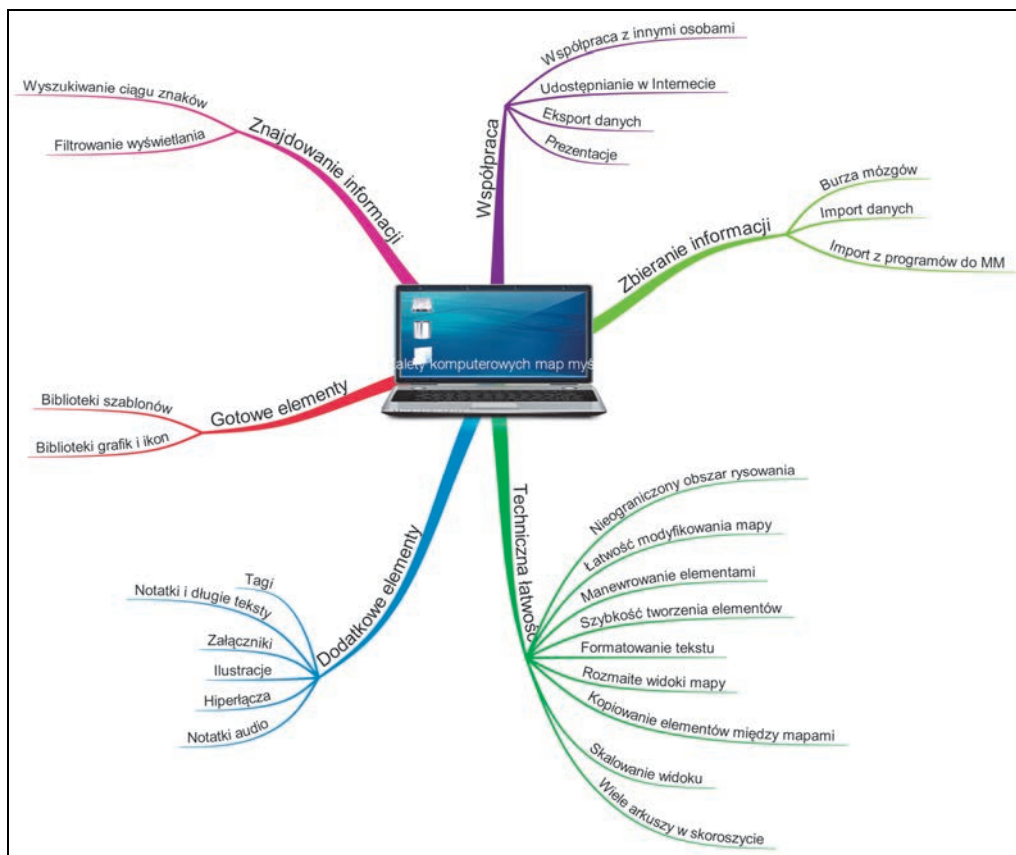 Współpraca z innymi osobami
Udostępnianie w Internecie
Eksport danych
Prezentacje
Współpraca
Wyszukiwanie ciągu znaków
Filtrowanie wyświetlania
Znajdowanie informacji
Burza mózgów
Import danych
Import z programów do MM
Zbieranie informacji
komputerowych map
Biblioteki szablonów
Biblioteki grafik i ikon
Gotowe elementy
Tagi
Notatki i długie teksty
Załączniki
Ilustracje
Hiperłącza
Notatki audio
Dodatkowe elementy
Techniczna łatwość
Nieograniczony obszar rysowania
Łatwość modyfikowania mapy
Manewrowanie elementami
Szybkość tworzenia elementów
Formatowanie tekstu
Rozmaite widoki mapy
Kopiowanie elementów między mapami
Skalowanie widoku
Wiele arkuszy w skoroszycie